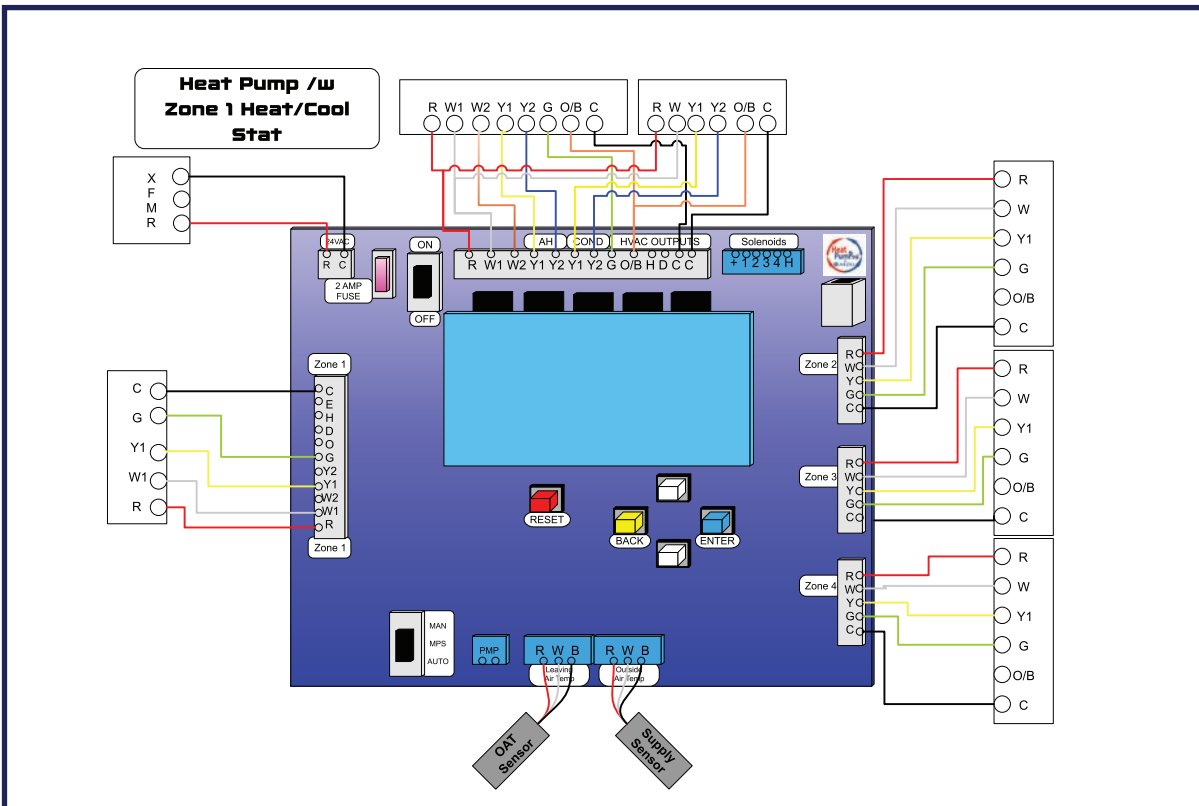 Heat Pump /w
Zone 1 Heat/Cool
Stat
R W1 W2 Y1 Y2 G O/B C
R W Y1 Y2 O/B C
X
F
M
R
24VAC
R C
2 AMP
FUSE
ON
OFF
AH COND HVAC OUTPUTS
R W1 W2 Y1 Y2 Y1 Y2 G O/B H D C C
Solenoids
+ 1 2 3 4 H
Heat
C
G
Y1
W1
R
Zone 1
C
E
H
D
O
G
Y2
Y1
W2
W1
R
Zone 1
Zone 2
R
W
Y
G
C
Zone 3
R
W
Y
G
C
Zone 4
R
W
Y
G
C
R
W
Y1
G
O/B
C
R
W
Y1
G
O/B
C
R
W
Y1
G
O/B
C
RESET
BACK
ENTER
MAN
MPS
AUTO
PMP
R W B
Leaving
Air Temp
R W B
Outside
Air Temp
OAT
Sensor
Supply
Sensor